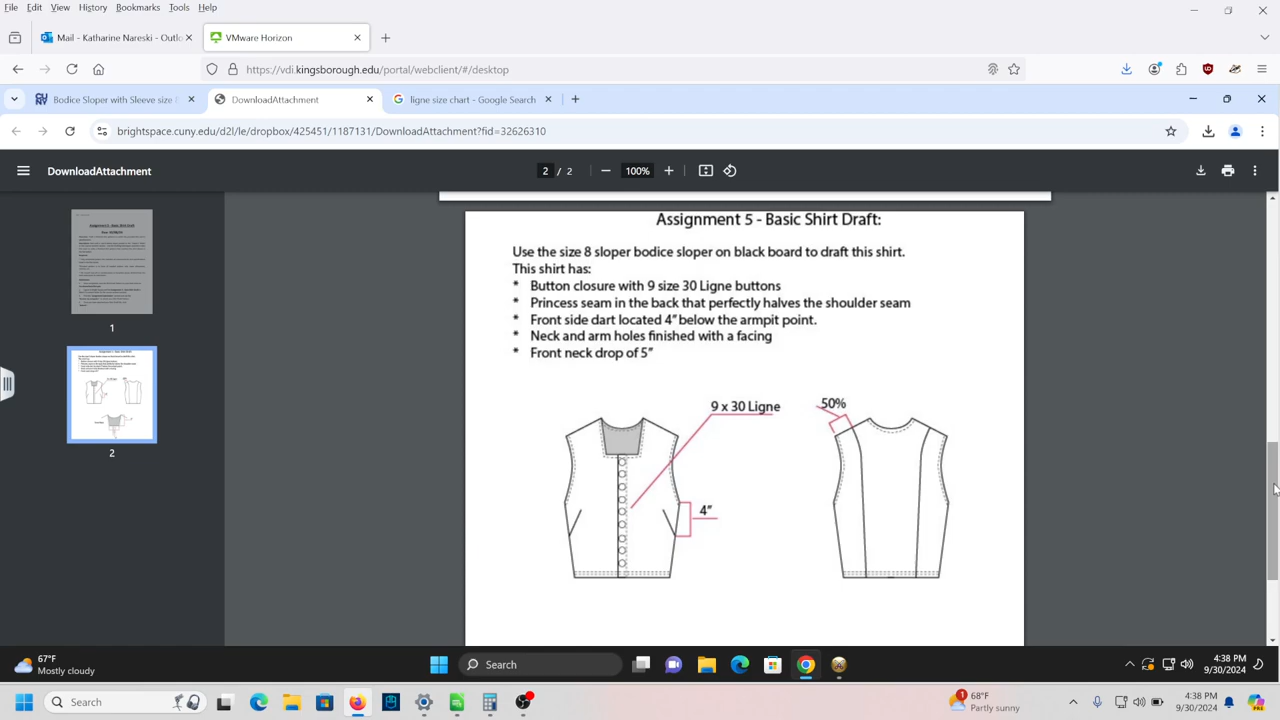 File Edit View History Bookmarks Tools Help
Mail - Katharine Nareski - Outlo
VMware Horizon
https://vdi.kingsborough.edu/portal/webclient/#/desktop
Bodice Sloper with Sleeve size 8
DownloadAttachment
ligne size chart - Google Search
brightspace.cuny.edu/d2l/le/dropbox/425451/1187131/DownloadAttachment?fid=32626310
DownloadAttachment
2 / 2
100%
Assignment 5 - Basic Shirt Draft:
Use the size 8 sloper bodice sloper on black board to draft this shirt.
This shirt has:
* Button closure with 9 size 30 Ligne buttons
* Princess seam in the back that perfectly halves the shoulder seam
* Front side dart located 4" below the armpit point.
* Neck and arm holes finished with a facing
* Front neck drop of 5"
9 x 30 Ligne
50%
4"
1
2
67°F
Mostly cloudy
Search
4:38 PM
9/30/2024
Search
68°F
Partly sunny
4:38 PM
9/30/2024